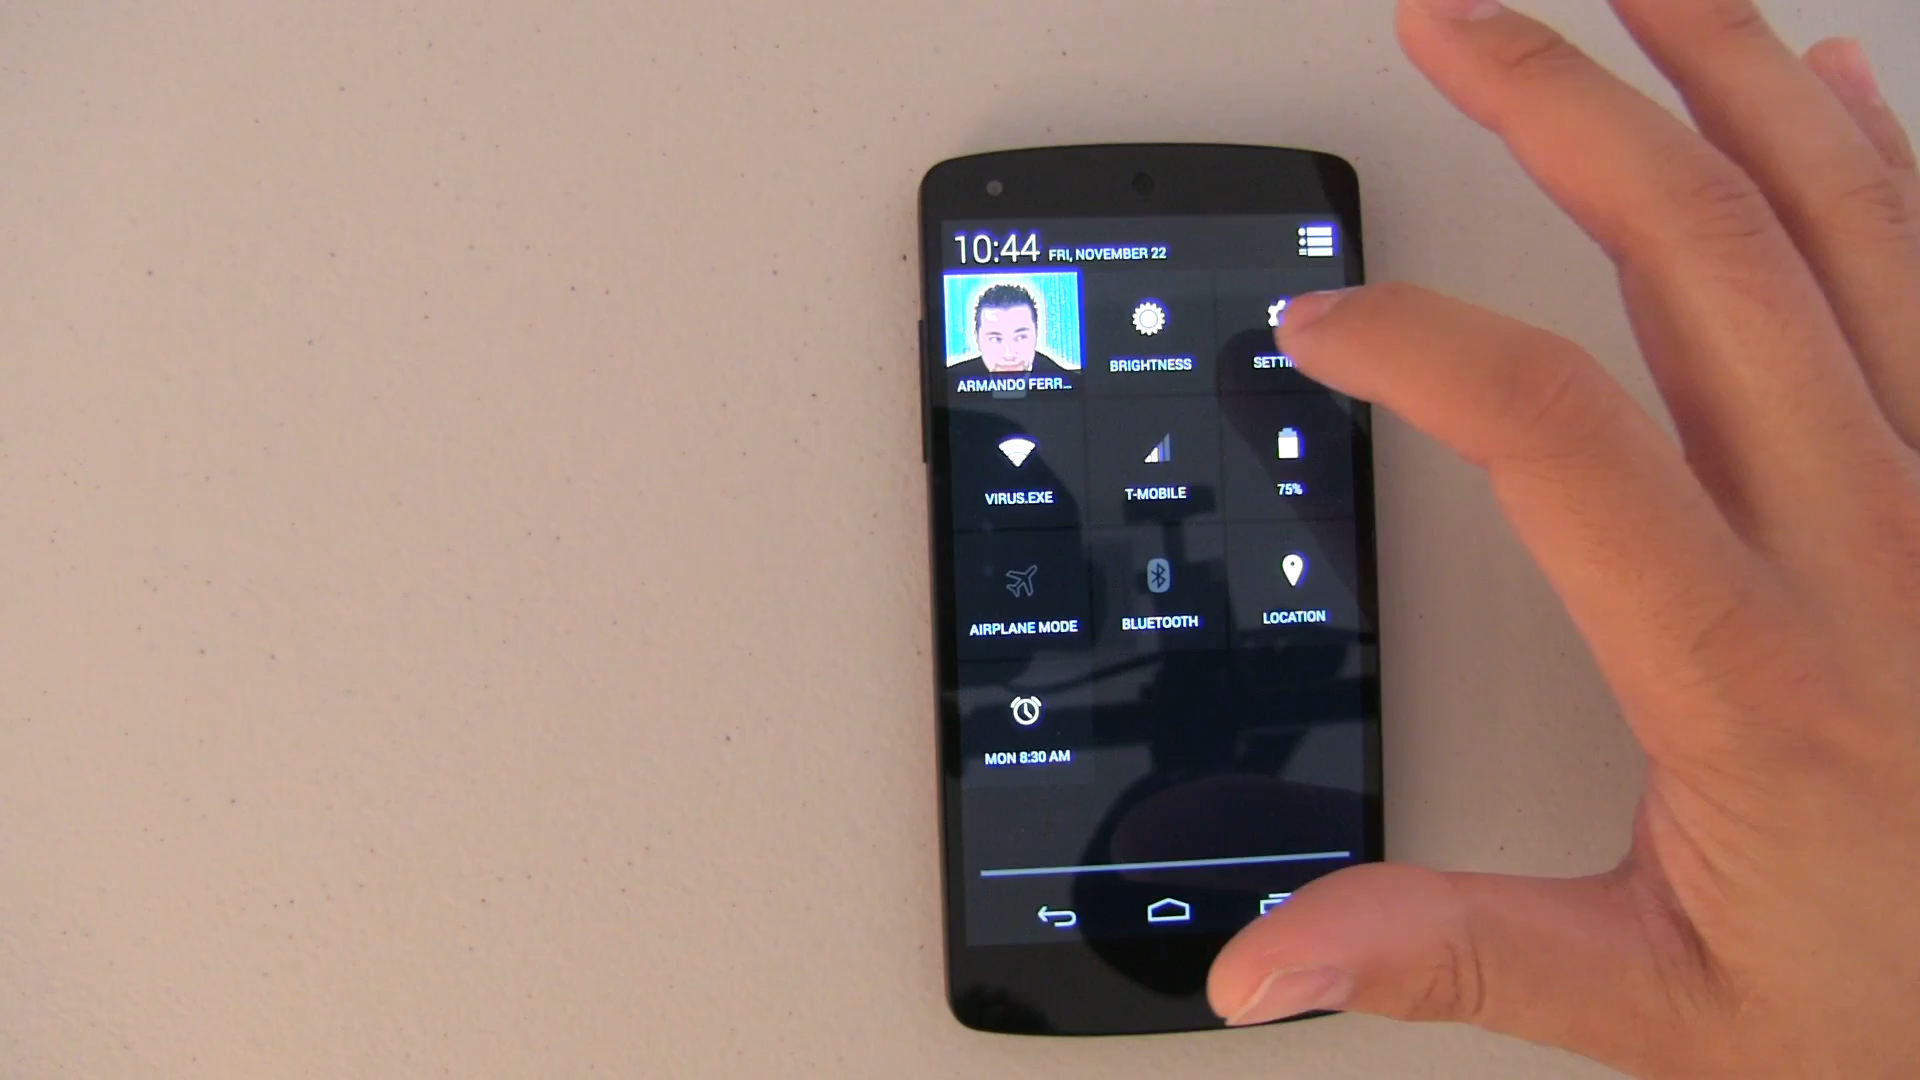 10:44 FRI, NOVEMBER 22
ARMANDO FERR...
BRIGHTNESS
VIRUS.EXE
T-MOBILE
75%
AIRPLANE MODE
BLUETOOTH
LOCATION
MON 8:30 AM